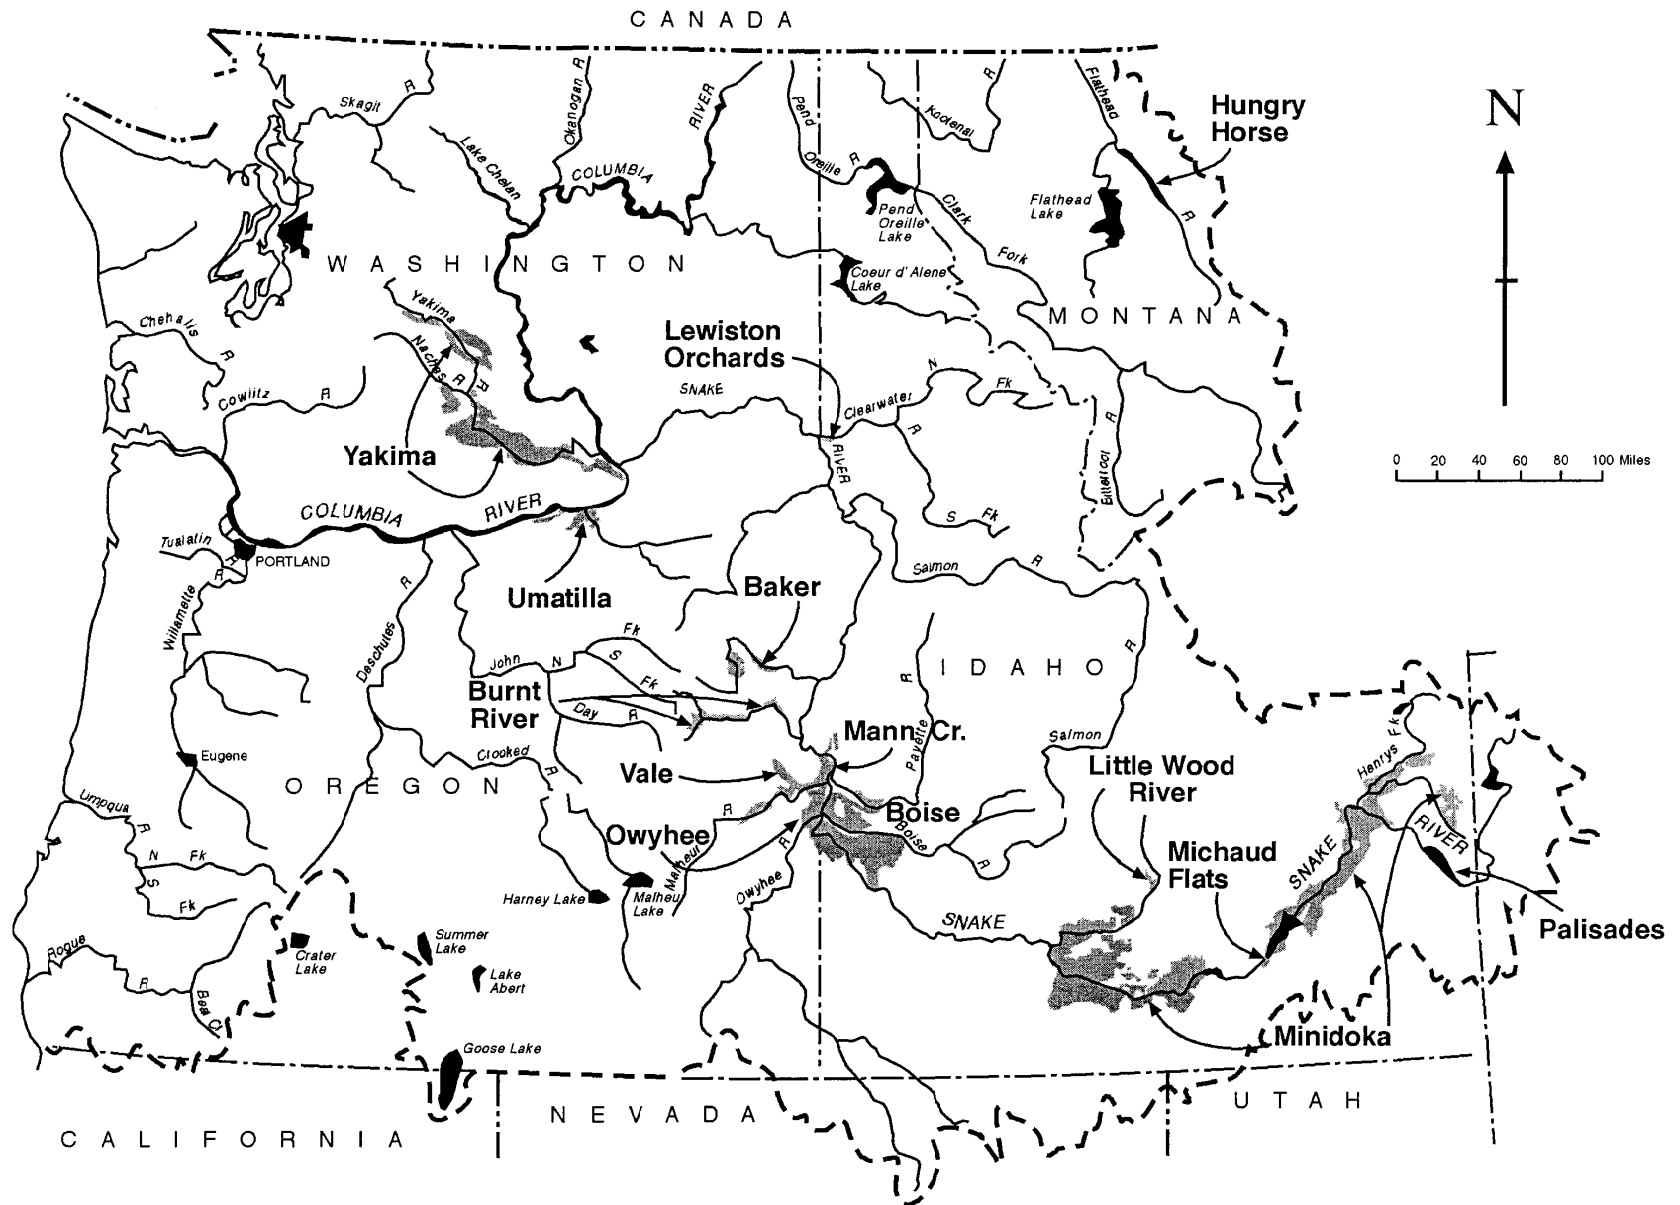 CANADA
Skagit
R
Okanogan
R
RIVER
Lake Chelan
COLUMBIA
Pend
Oreille
R
Kootenai
R
Flathead
R
Hungry
Horse
N
Pend
Oreille
Lake
Clark
Fork
Flathead
Lake
WASHINGTON
Coeur d'Alene
Lake
MONTANA
Chehalis
R
Yakima
R
Naches
R
Lewiston
Orchards
SNAKE
RIVER
Clearwater
R
N
Fk
Cowlitz
R
Yakima
Bitterroot
R
0 20 40 60 80 100 Miles
COLUMBIA
RIVER
S
Fk
Tualatin
R
PORTLAND
Willamette
R
Deschutes
R
Umatilla
Baker
Salmon
R
John
N
Fk
S
Fk
Day
R
Burnt
River
IDAHO
R
R
Payette
Mann Cr.
Salmon
Crooked
R
Vale
Little Wood
River
Henrys
Fk
Eugene
OREGON
Umpqua
R
N
Fk
S
Fk
Owyhee
Malheur
R
Boise
Boise
R
Michaud
Flats
SNAKE
RIVER
Owyhee
R
Harney Lake
Malheu
Lake
SNAKE
Palisades
Rogue
R
Crater
Lake
Summer
Lake
Lake
Abert
Minidoka
Goose Lake
CALIFORNIA
NEVADA
UTAH